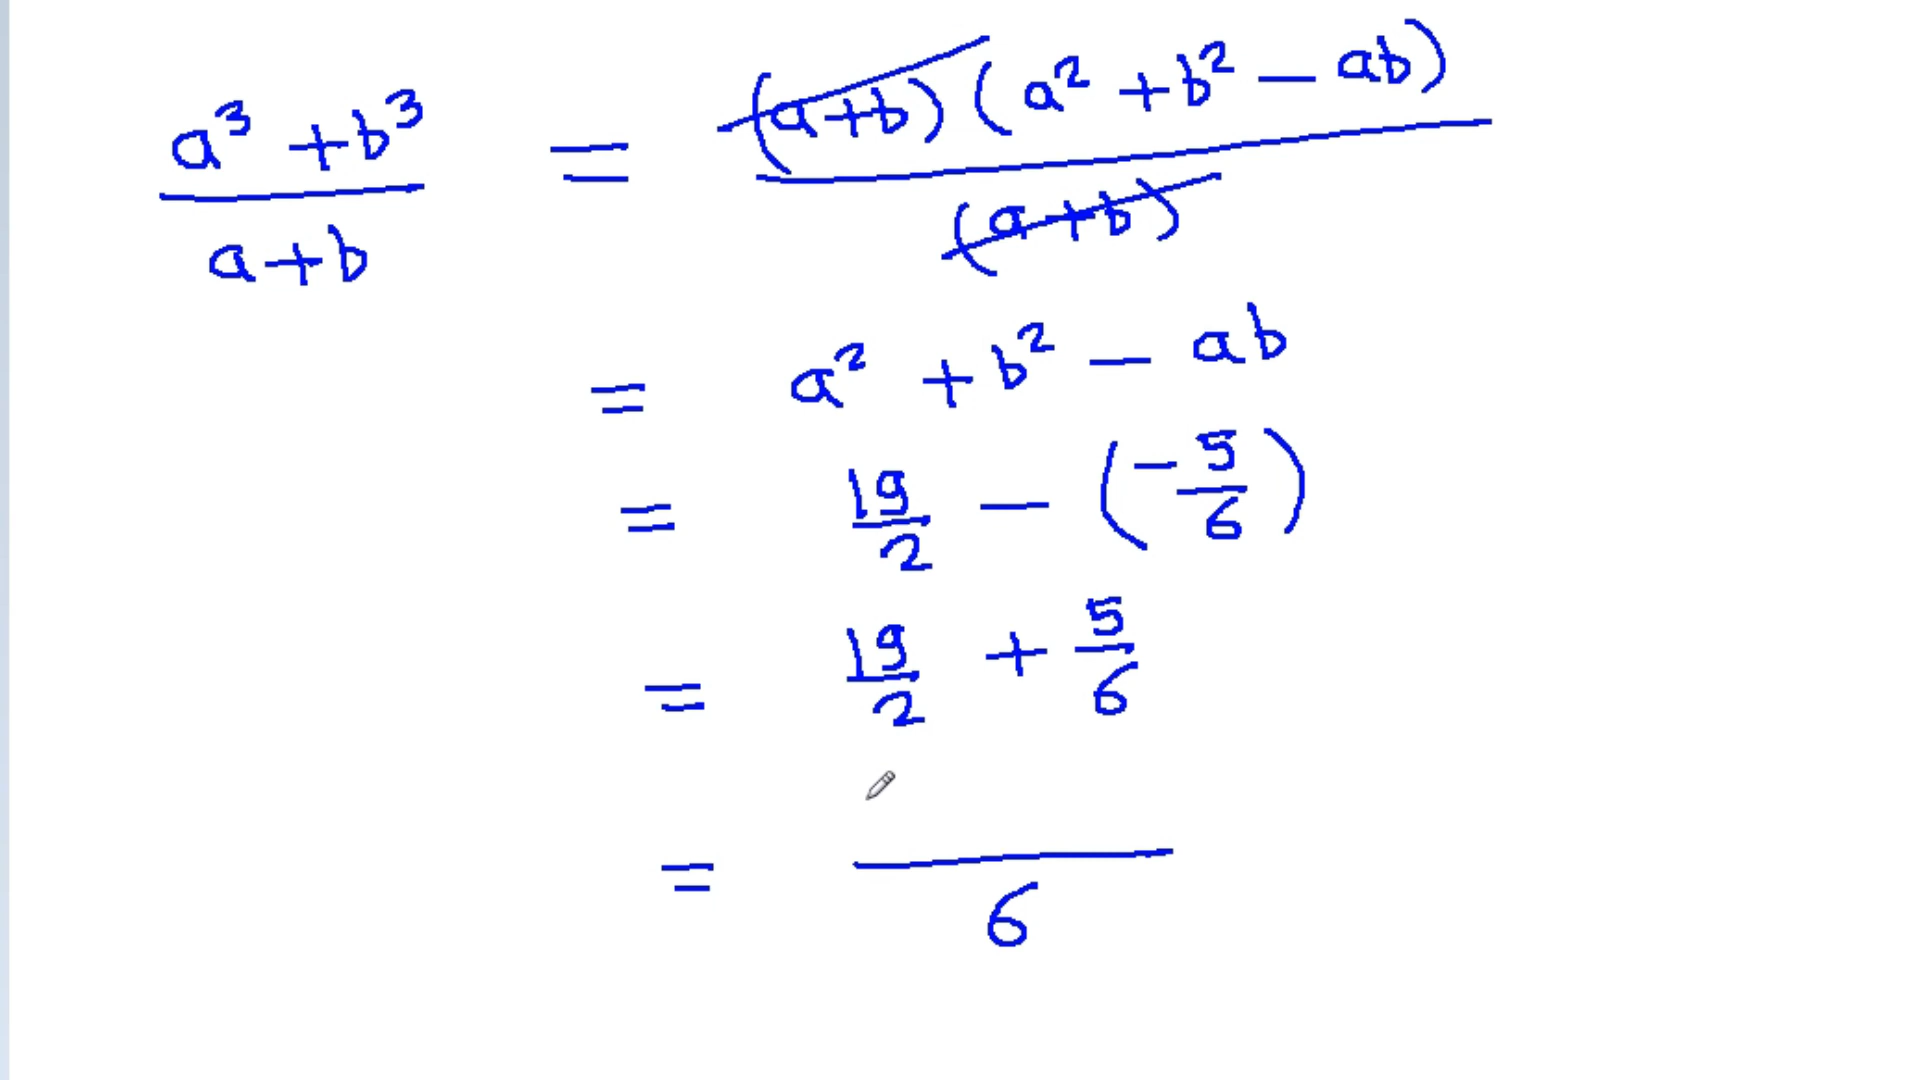 (a³ + b³)/(a+b) = (a+b)(a² + b² − ab)/(a+b)
= a² + b² − ab
= 19/2 − (−5/6)
= 19/2 + 5/6
= /6